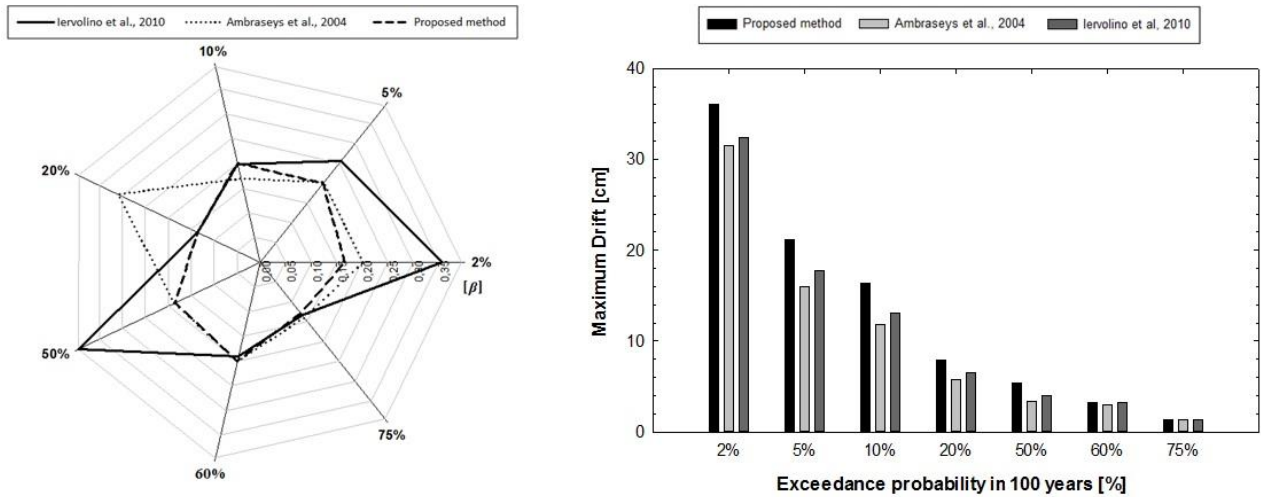 Iervolino et al., 2010 Ambraseys et al., 2004 Proposed method
10%
5%
20%
2%
[β]
0,00 0,05 0,10 0,15 0,20 0,25 0,30 0,35
50%
75%
60%
Proposed method Ambraseys et al., 2004 Iervolino et al, 2010
Maximum Drift [cm]
40
30
20
10
0
2% 5% 10% 20% 50% 60% 75%
Exceedance probability in 100 years [%]